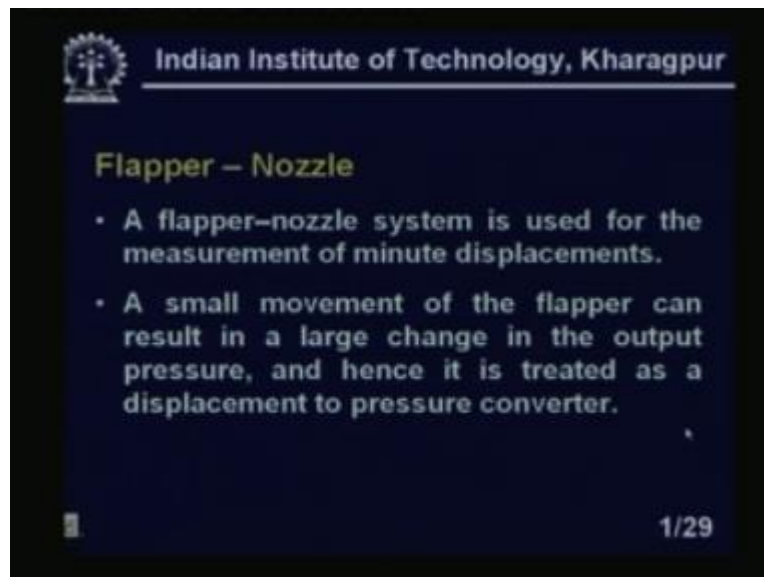 Indian Institute of Technology, Kharagpur
Flapper – Nozzle
• A flapper–nozzle system is used for the
measurement of minute displacements.
• A small movement of the flapper can
result in a large change in the output
pressure, and hence it is treated as a
displacement to pressure converter.
1/29